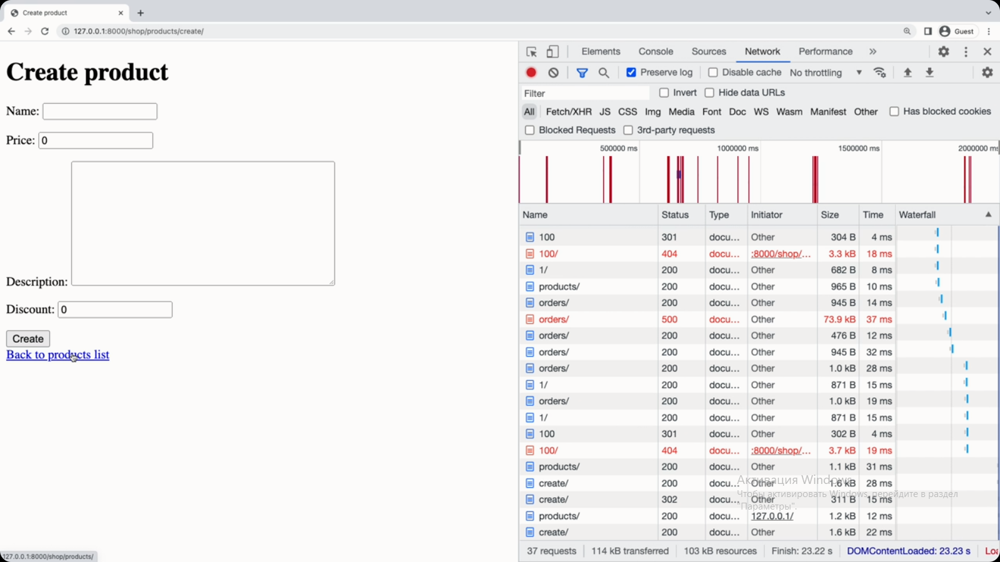 Create product
127.0.0.1:8000/shop/products/create/
Guest
Create product
Name:
Price: 0
Description:
Discount: 0
Create
Back to products list
127.0.0.1:8000/shop/products/
Elements Console Sources Network Performance
Preserve log Disable cache No throttling
Filter Invert Hide data URLs
All Fetch/XHR JS CSS Img Media Font Doc WS Wasm Manifest Other Has blocked cookies
Blocked Requests 3rd-party requests
500000 ms 1000000 ms 1500000 ms 2000000 ms
Name Status Type Initiator Size Time Waterfall
100 301 docu... Other 304 B 4 ms
100/ 404 docu... :8000/shop/... 3.3 kB 18 ms
1/ 200 docu... Other 682 B 8 ms
products/ 200 docu... Other 965 B 10 ms
orders/ 200 docu... Other 945 B 14 ms
orders/ 500 docu... Other 73.9 kB 37 ms
orders/ 200 docu... Other 476 B 12 ms
orders/ 200 docu... Other 945 B 32 ms
orders/ 200 docu... Other 1.0 kB 28 ms
1/ 200 docu... Other 871 B 15 ms
orders/ 200 docu... Other 1.0 kB 19 ms
1/ 200 docu... Other 871 B 15 ms
100 301 docu... Other 302 B 4 ms
100/ 404 docu... :8000/shop/... 3.7 kB 19 ms
products/ 200 docu... Other 1.1 kB 31 ms
create/ 200 docu... Other 1.6 kB 28 ms
create/ 302 docu... Other 311 B 15 ms
products/ 200 docu... 127.0.0.1/ 1.2 kB 12 ms
create/ 200 docu... Other 1.6 kB 22 ms
Активация Windows
Чтобы активировать Windows, перейдите в раздел
"Параметры".
37 requests 114 kB transferred 103 kB resources Finish: 23.22 s DOMContentLoaded: 23.23 s Loa